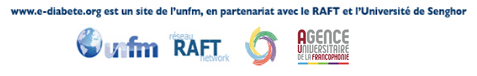 www.e-diabete.org est un site de l'unfm, en partenariat avec le RAFT et l'Université de Senghor
unfm
réseau
RAFT
network
AGENCE
UNIVERSITAIRE
DE LA FRANCOPHONIE